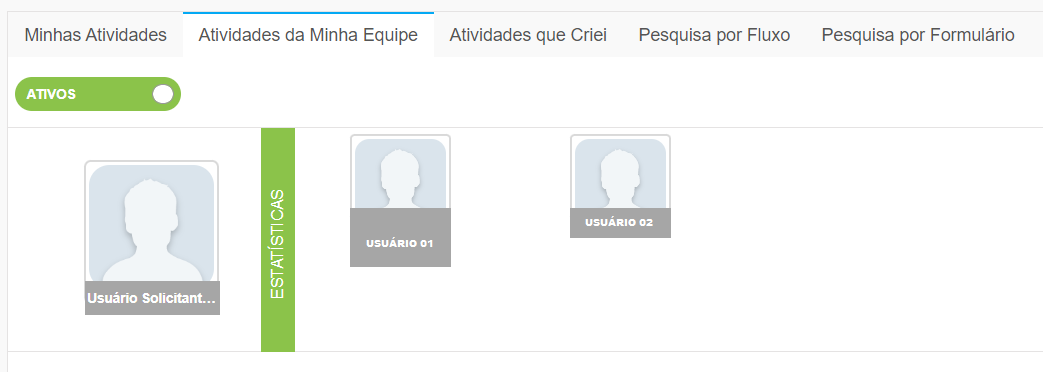 Minhas Atividades
Atividades da Minha Equipe
Atividades que Criei
Pesquisa por Fluxo
Pesquisa por Formulário
ATIVOS
Usuário Solicitant...
ESTATÍSTICAS
USUÁRIO 01
USUÁRIO 02